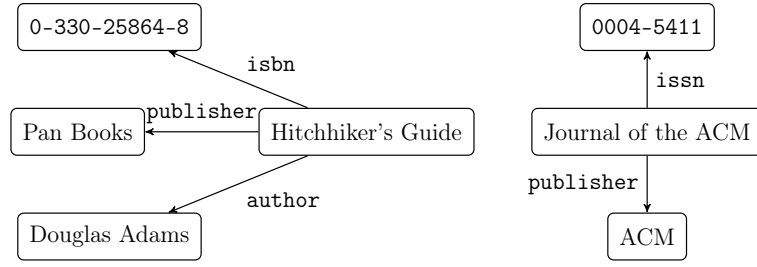 0-330-25864-8
0004-5411
isbn
issn
publisher
Pan Books
Hitchhiker's Guide
Journal of the ACM
publisher
author
Douglas Adams
ACM